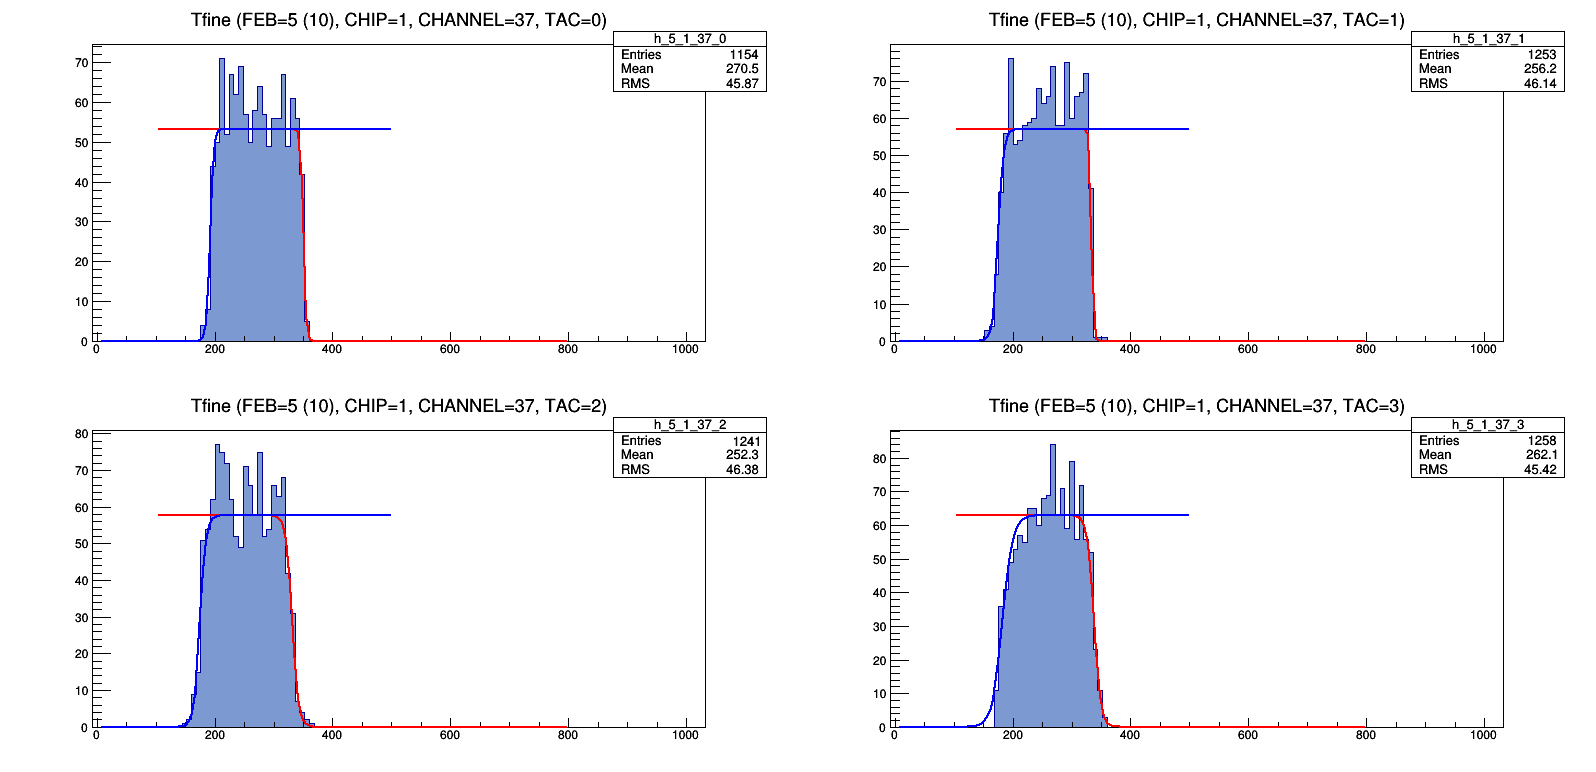 Tfine (FEB=5 (10), CHIP=1, CHANNEL=37, TAC=0)
h_5_1_37_0
Entries 1154
Mean 270.5
RMS 45.87
70
60
50
40
30
20
10
0
0 200 400 600 800 1000
Tfine (FEB=5 (10), CHIP=1, CHANNEL=37, TAC=1)
h_5_1_37_1
Entries 1253
Mean 256.2
RMS 46.14
70
60
50
40
30
20
10
0
0 200 400 600 800 1000
Tfine (FEB=5 (10), CHIP=1, CHANNEL=37, TAC=2)
h_5_1_37_2
Entries 1241
Mean 252.3
RMS 46.38
80
70
60
50
40
30
20
10
0
0 200 400 600 800 1000
Tfine (FEB=5 (10), CHIP=1, CHANNEL=37, TAC=3)
h_5_1_37_3
Entries 1258
Mean 262.1
RMS 45.42
80
70
60
50
40
30
20
10
0
0 200 400 600 800 1000